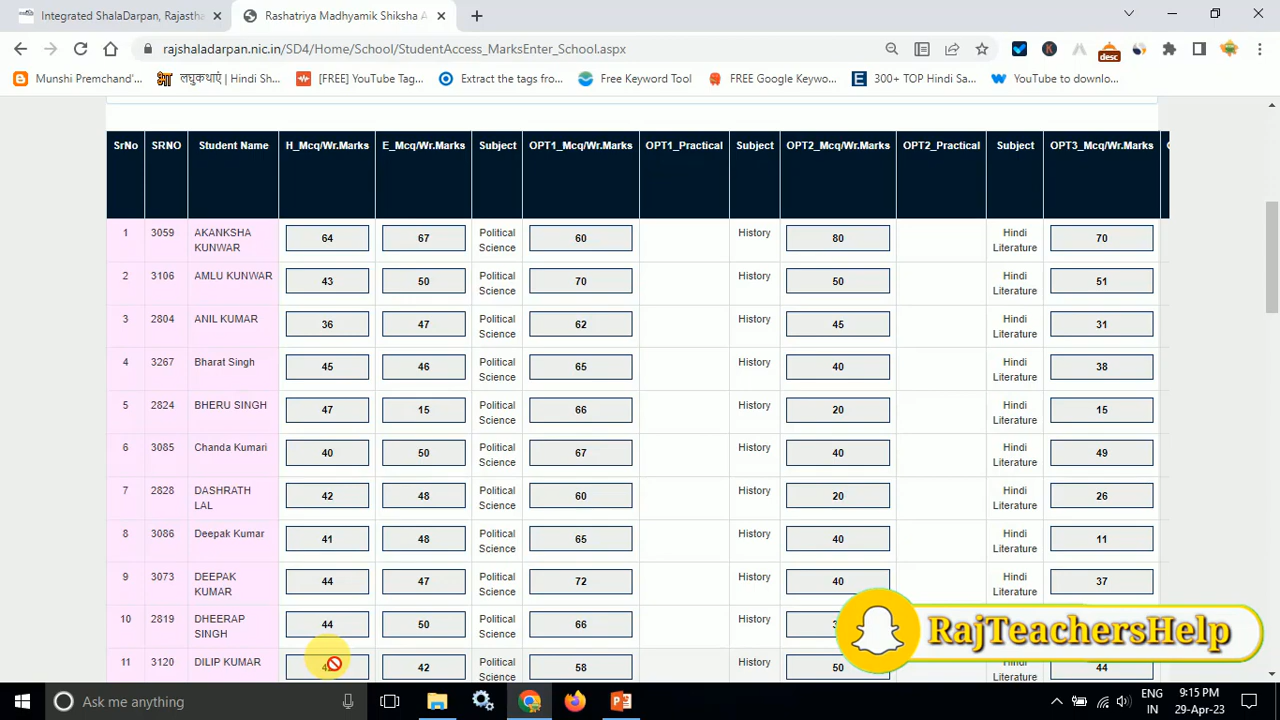 Integrated ShalaDarpan, Rajastha
Rashatriya Madhyamik Shiksha A
rajshaladarpan.nic.in/SD4/Home/School/StudentAccess_MarksEnter_School.aspx
desc
Munshi Premchand'...
लघुकथाएं | Hindi Sh...
[FREE] YouTube Tag...
Extract the tags from...
Free Keyword Tool
FREE Google Keywo...
300+ TOP Hindi Sa...
YouTube to downlo...
SrNo SRNO Student Name H_Mcq/Wr.Marks E_Mcq/Wr.Marks Subject OPT1_Mcq/Wr.Marks OPT1_Practical Subject OPT2_Mcq/Wr.Marks OPT2_Practical Subject OPT3_Mcq/Wr.Marks
1 3059 AKANKSHA KUNWAR 64 67 Political Science 60 History 80 Hindi Literature 70
2 3106 AMLU KUNWAR 43 50 Political Science 70 History 50 Hindi Literature 51
3 2804 ANIL KUMAR 36 47 Political Science 62 History 45 Hindi Literature 31
4 3267 Bharat Singh 45 46 Political Science 65 History 40 Hindi Literature 38
5 2824 BHERU SINGH 47 15 Political Science 66 History 20 Hindi Literature 15
6 3085 Chanda Kumari 40 50 Political Science 67 History 40 Hindi Literature 49
7 2828 DASHRATH LAL 42 48 Political Science 60 History 20 Hindi Literature 26
8 3086 Deepak Kumar 41 48 Political Science 65 History 40 Hindi Literature 11
9 3073 DEEPAK KUMAR 44 47 Political Science 72 History 40 Hindi Literature 37
10 2819 DHEERAP SINGH 44 50 Political Science 66 History
11 3120 DILIP KUMAR 42 Political Science 58 History 50 Hindi Literature 44
RajTeachersHelp
Ask me anything
ENG
IN
9:15 PM
29-Apr-23